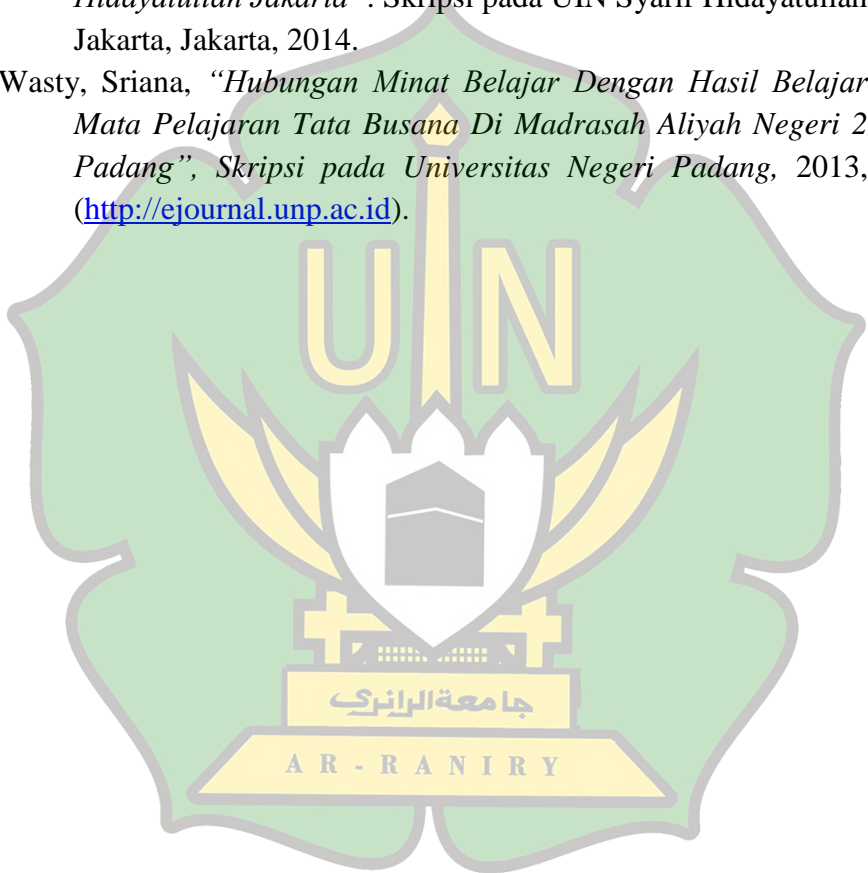 Hidayatullah Jakarta”. Skripsi pada UIN Syarif Hidayatullah
Jakarta, Jakarta, 2014.
Wasty, Sriana, “Hubungan Minat Belajar Dengan Hasil Belajar
Mata Pelajaran Tata Busana Di Madrasah Aliyah Negeri 2
Padang”, Skripsi pada Universitas Negeri Padang, 2013,
(http://ejournal.unp.ac.id).
UIN
جامعةالرانري
AR-RANIRY